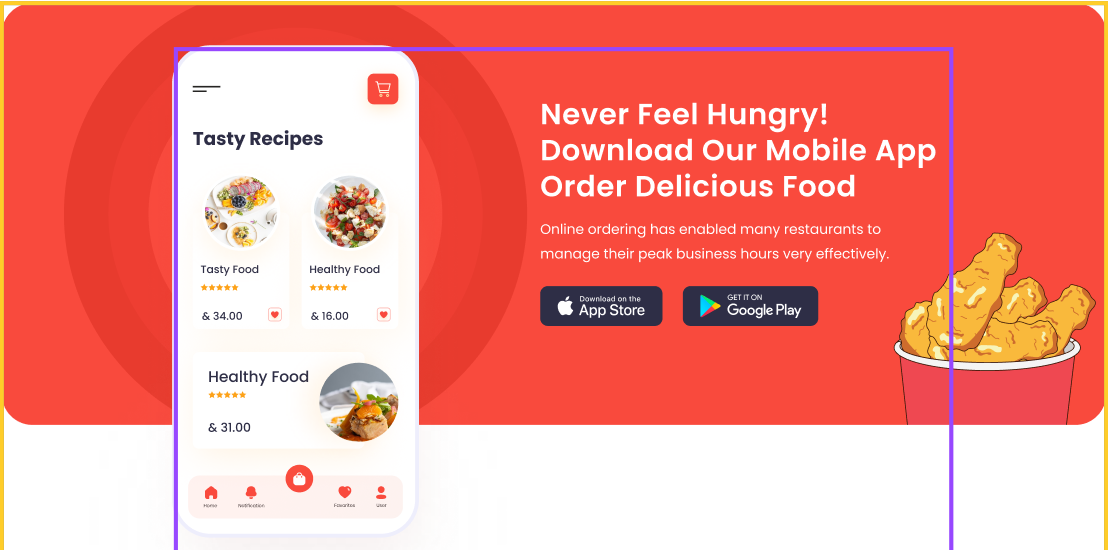 Tasty Recipes
Tasty Food
& 34.00
Healthy Food
& 16.00
Healthy Food
& 31.00
Home
Notification
Favorites
User
Never Feel Hungry!
Download Our Mobile App
Order Delicious Food
Online ordering has enabled many restaurants to
manage their peak business hours very effectively.
Download on the
App Store
GET IT ON
Google Play